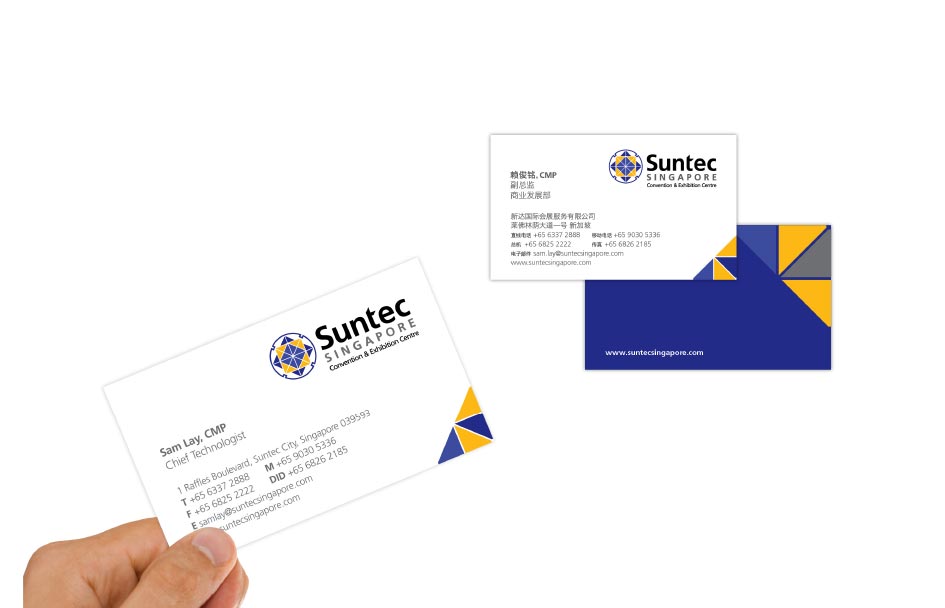 Suntec
SINGAPORE
Convention & Exhibition Centre
赖俊铭, CMP
副总监
商业发展部
新达国际会展服务有限公司
莱佛林荫大道一号 新加坡
直线电话 +65 6337 2888 移动电话 +65 9030 5336
总机 +65 6825 2222 传真 +65 6826 2185
电子邮件 sam.lay@suntecsingapore.com
www.suntecsingapore.com
www.suntecsingapore.com
Suntec
SINGAPORE
Convention & Exhibition Centre
Sam Lay, CMP
Chief Technologist
1 Raffles Boulevard, Suntec City, Singapore 039593
T +65 6337 2888 M +65 9030 5336
F +65 6825 2222 DID +65 6826 2185
E samlay@suntecsingapore.com
suntecsingapore.com